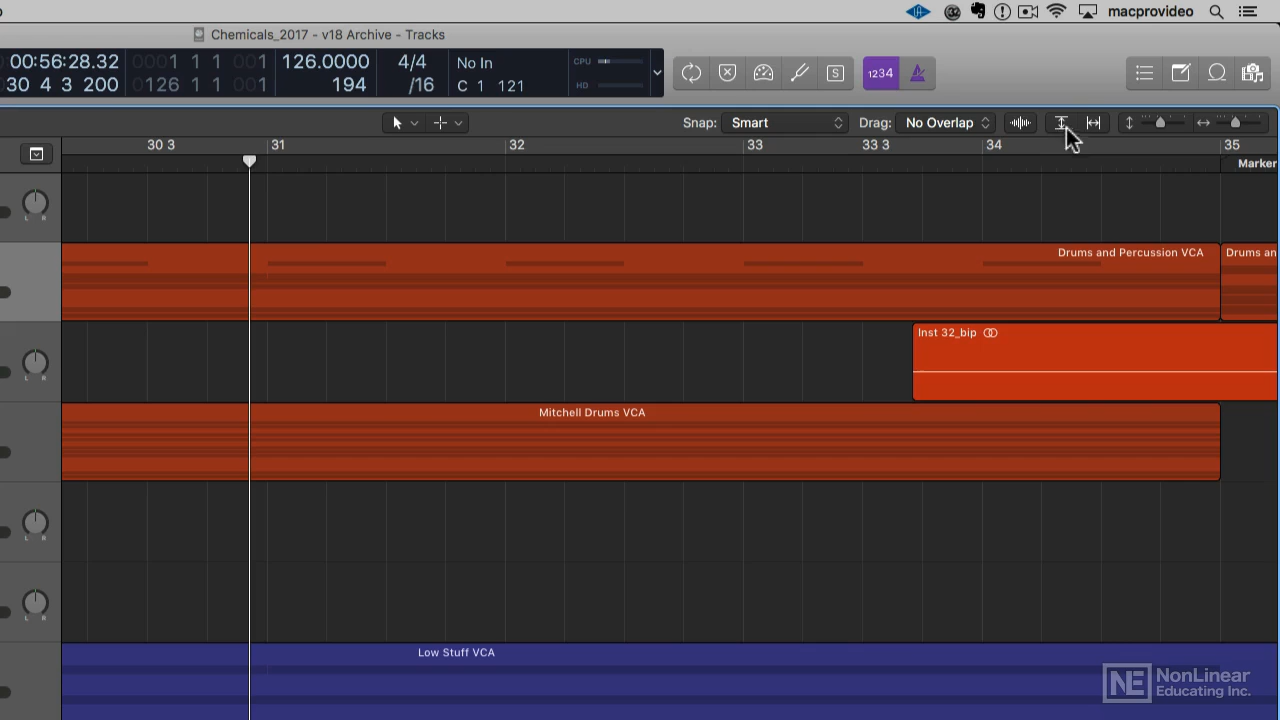 macprovideo
Chemicals_2017 - v18 Archive - Tracks
00:56:28.32 0001 1 1 001 126.0000 4/4 No In CPU
30 4 3 200 0126 1 1 001 194 /16 C 1 121 HD
S 1234
Snap: Smart Drag: No Overlap
30 3 31 32 33 33 3 34 35
Marker
L R
Drums and Percussion VCA Drums an
Inst 32_bip
L R
Mitchell Drums VCA
L R
L R
Low Stuff VCA
NE NonLinear
Educating Inc.